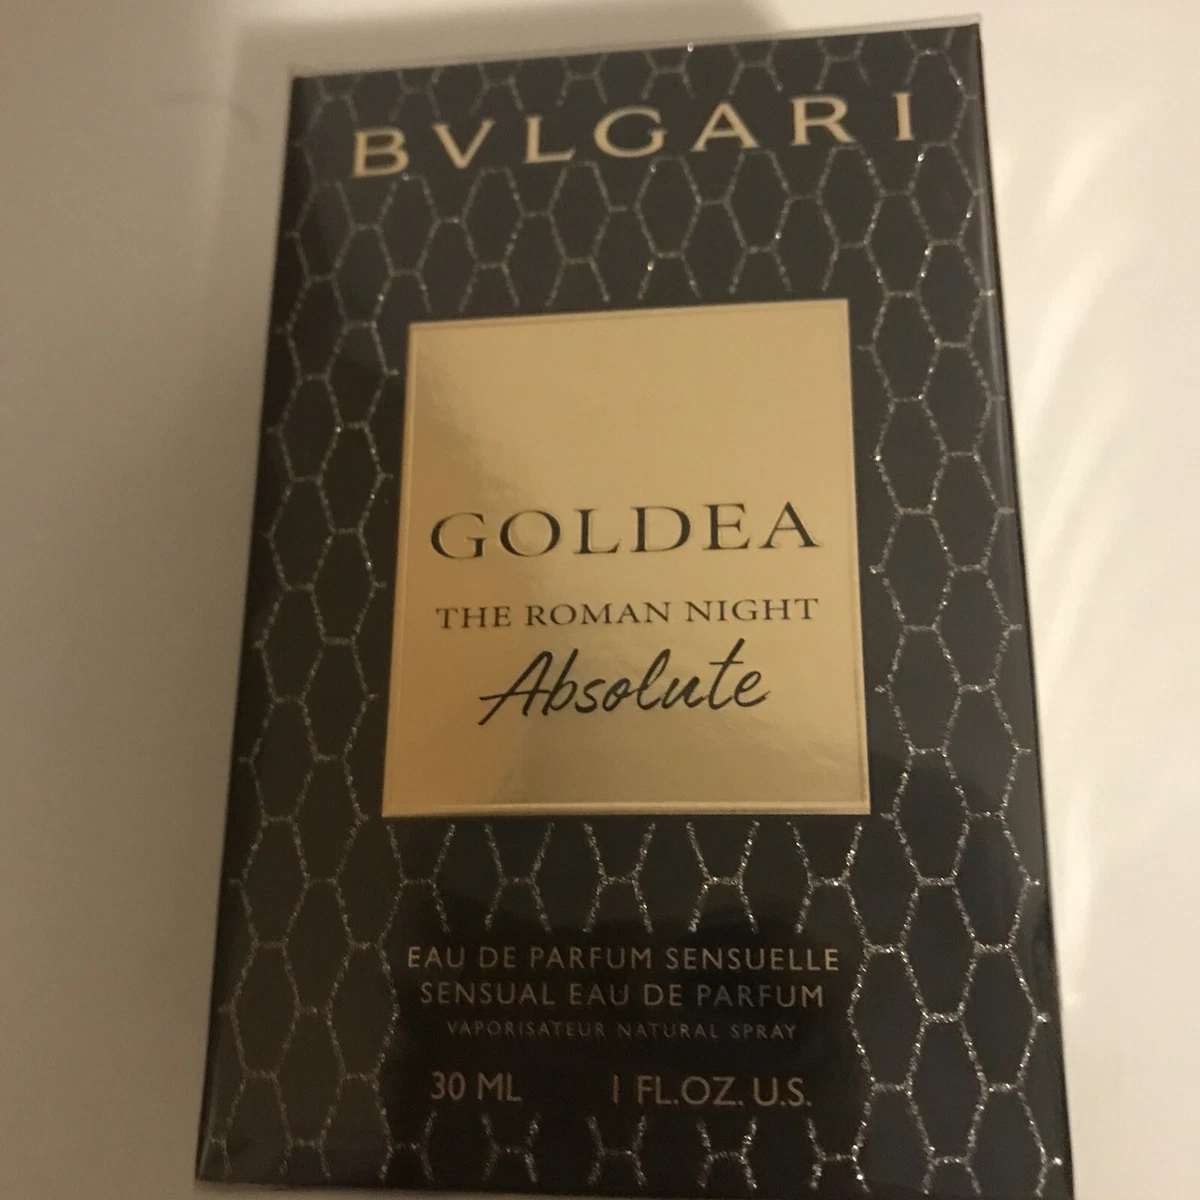 BVLGARI
GOLDEA
THE ROMAN NIGHT
Absolute
EAU DE PARFUM SENSUELLE
SENSUAL EAU DE PARFUM
VAPORISATEUR NATURAL SPRAY
30 ML 1 FL.OZ. U.S.